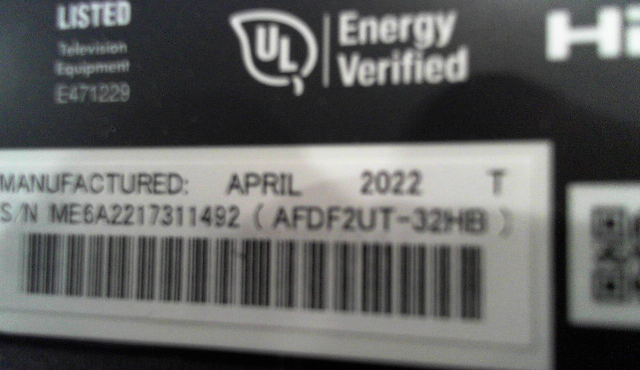 LISTED
Television
Equipment
E471229
UL
Energy
Verified
MANUFACTURED: APRIL 2022 T
S/N ME6A2217311492 ( AFDF2UT-32HB )